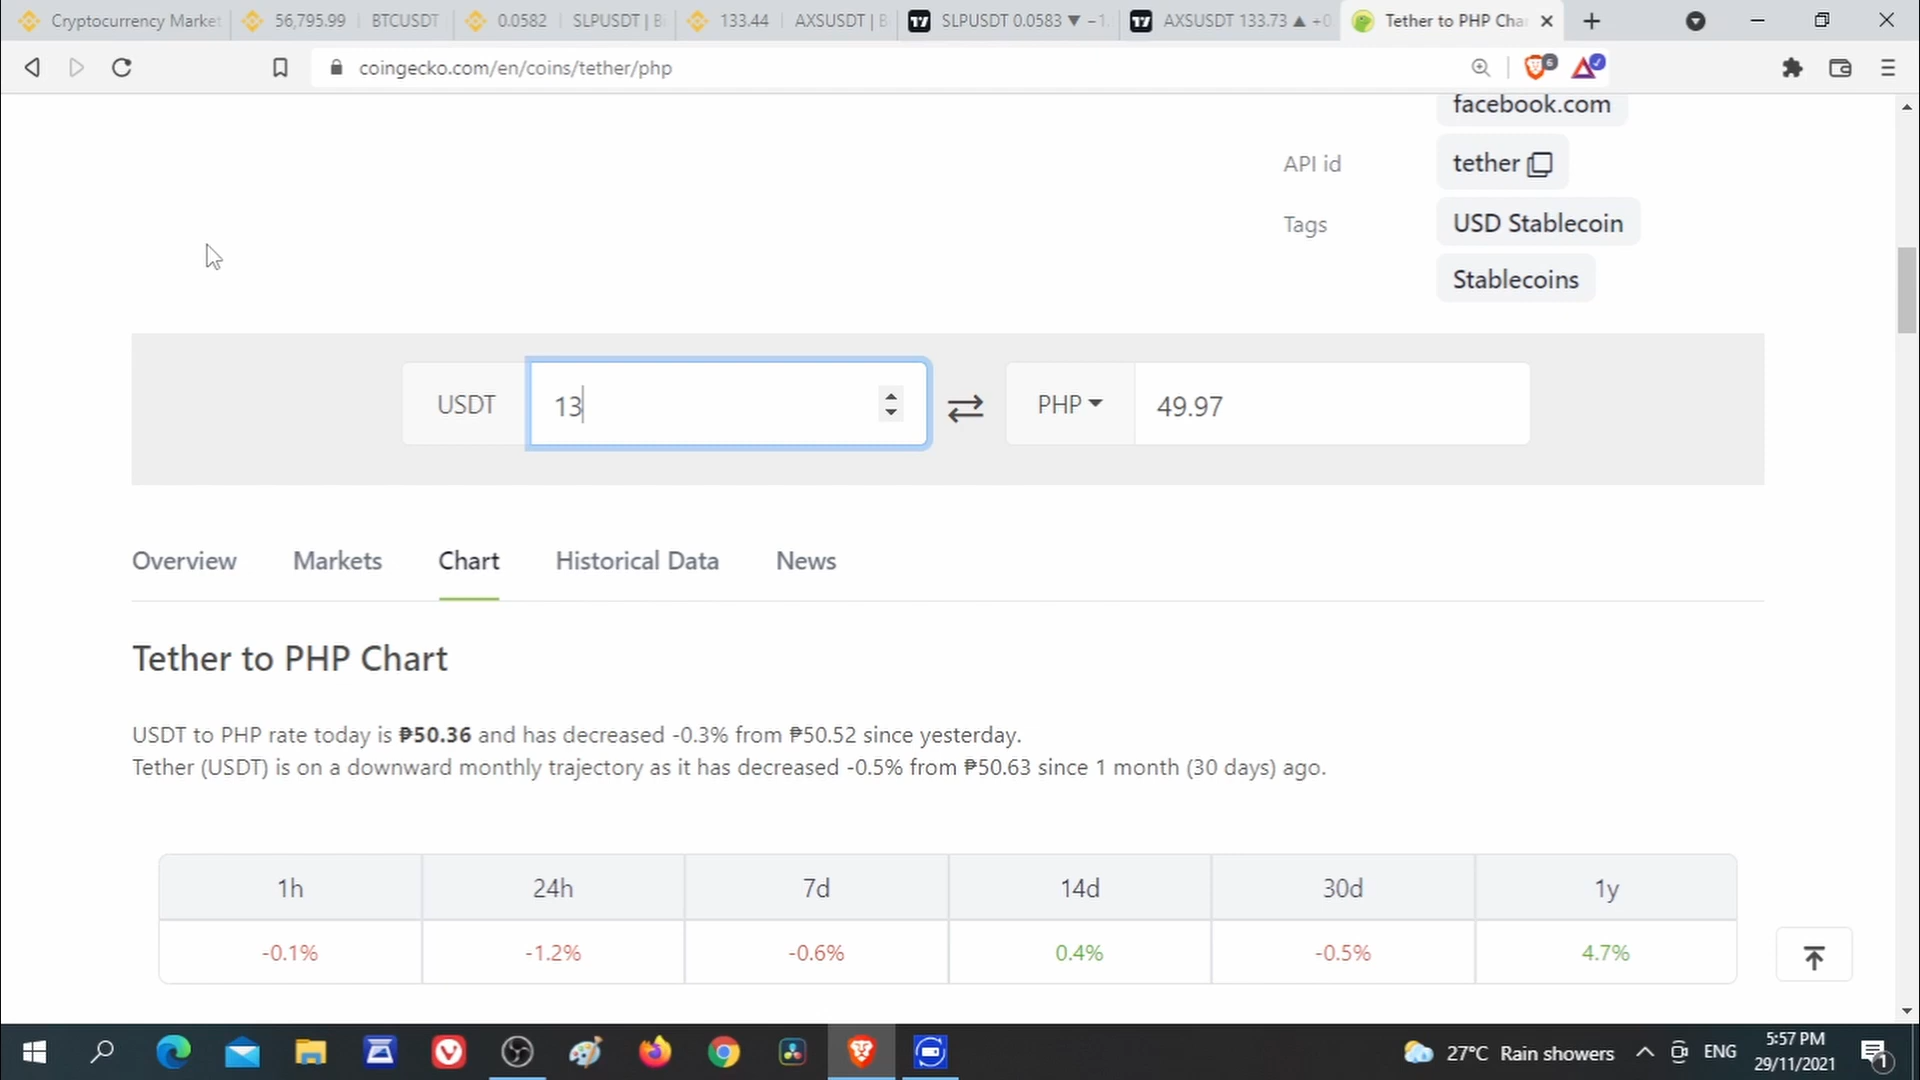 Cryptocurrency Market
56,795.99 | BTCUSDT
0.0582 | SLPUSDT | B
133.44 | AXSUSDT | B
SLPUSDT 0.0583 ▼ −1.
AXSUSDT 133.73 ▲ +0
Tether to PHP Cha
coingecko.com/en/coins/tether/php
6
facebook.com
API id
tether
Tags
USD Stablecoin
Stablecoins
USDT
13
PHP
49.97
Overview
Markets
Chart
Historical Data
News
Tether to PHP Chart
USDT to PHP rate today is ₱50.36 and has decreased -0.3% from ₱50.52 since yesterday.
Tether (USDT) is on a downward monthly trajectory as it has decreased -0.5% from ₱50.63 since 1 month (30 days) ago.
1h 24h 7d 14d 30d 1y
-0.1% -1.2% -0.6% 0.4% -0.5% 4.7%
27°C Rain showers
ENG
5:57 PM
29/11/2021
1